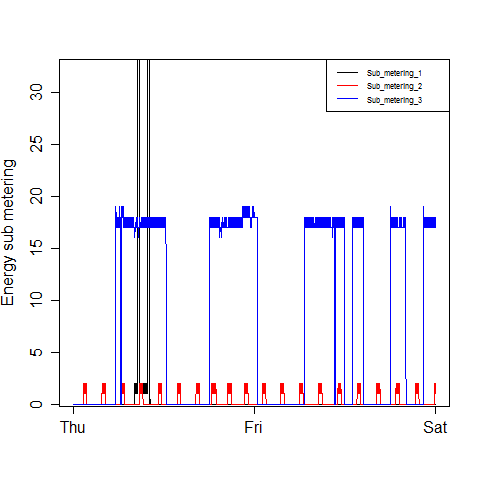 Energy sub metering
30
25
20
15
10
5
0
Sub_metering_1
Sub_metering_2
Sub_metering_3
Thu Fri Sat